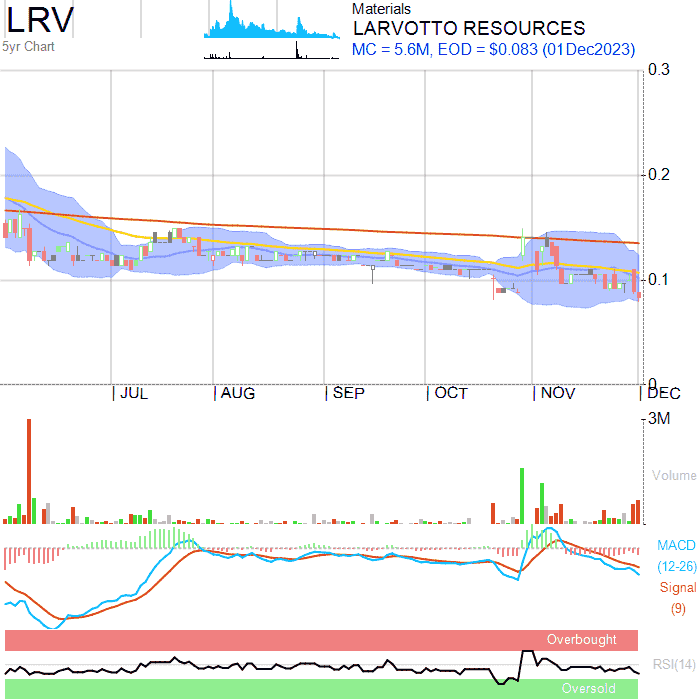 LRV
5yr Chart
Materials
LARVOTTO RESOURCES
MC = 5.6M, EOD = $0.083 (01Dec2023)
0.3
0.2
0.1
0
JUL AUG SEP OCT NOV DEC
3M
Volume
MACD
(12-26)
Signal
(9)
Overbought
RSI(14)
Oversold